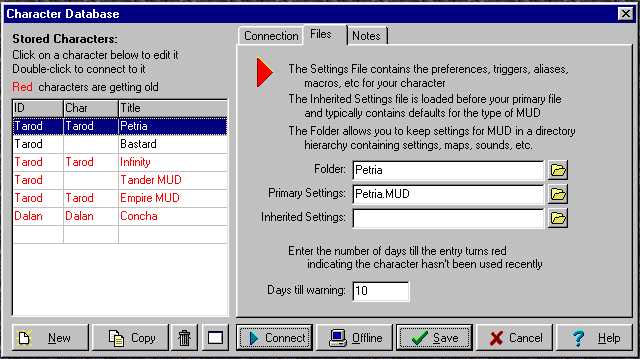 Character Database
Stored Characters:
Click on a character below to edit it
Double-click to connect to it
Red characters are getting old
ID Char Title
Tarod Tarod Petria
Tarod Bastard
Tarod Tarod Infinity
Tarod Tander MUD
Tarod Tarod Empire MUD
Dalan Dalan Concha
New Copy
Connection Files Notes
The Settings File contains the preferences, triggers, aliases,
macros, etc for your character
The Inherited Settings file is loaded before your primary file
and typically contains defaults for the type of MUD
The Folder allows you to keep settings for MUD in a directory
hierarchy containing settings, maps, sounds, etc.
Folder: Petria
Primary Settings: Petria.MUD
Inherited Settings:
Enter the number of days till the entry turns red
indicating the character hasn't been used recently
Days till warning: 10
Connect Offline Save Cancel ? Help